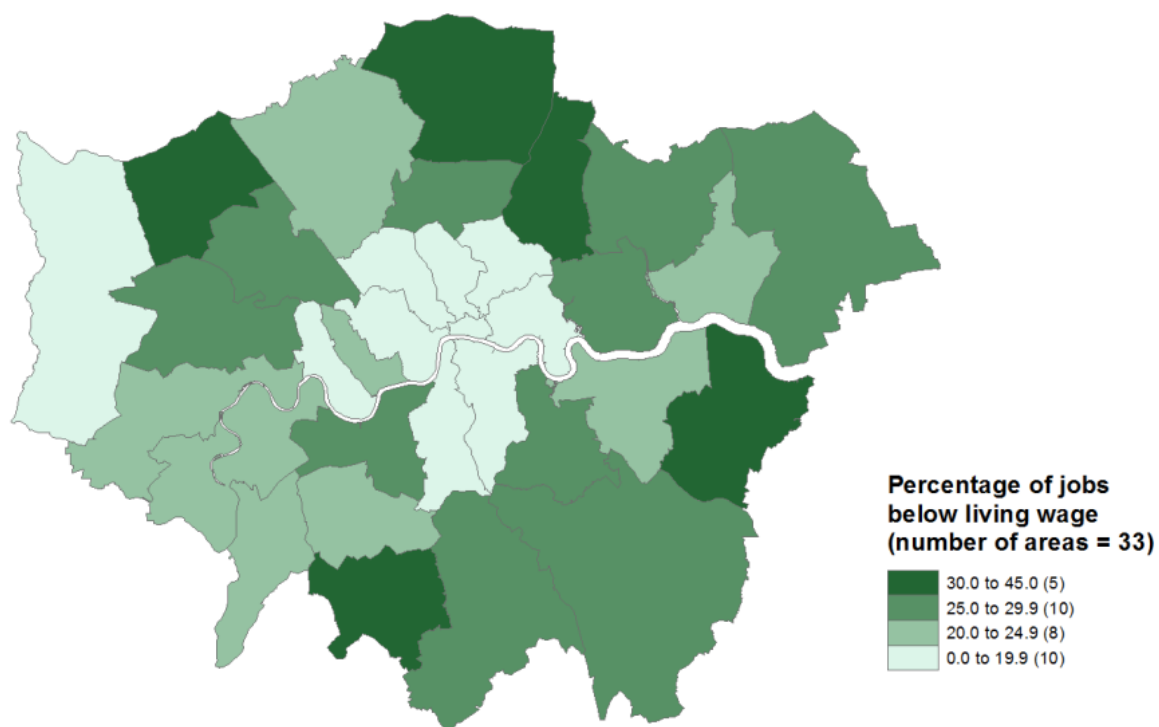 Percentage of jobs
below living wage
(number of areas = 33)
30.0 to 45.0 (5)
25.0 to 29.9 (10)
20.0 to 24.9 (8)
0.0 to 19.9 (10)